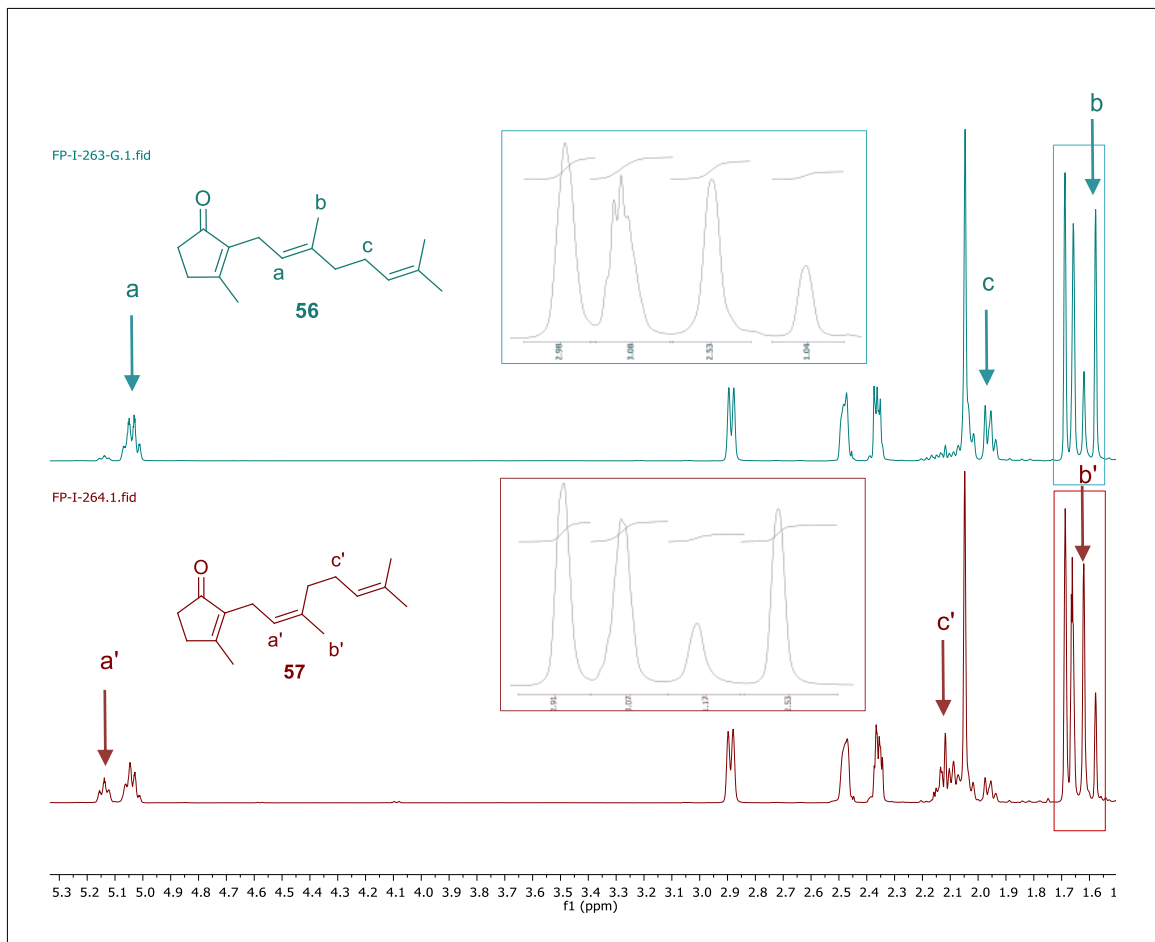 b
FP-I-263-G.1.fid
O
b
c
a
c
a
56
2.98
3.08
2.53
1.04
b'
FP-I-264.1.fid
c'
O
c'
a'
b'
a'
57
2.91
3.07
1.17
2.53
5.3 5.2 5.1 5.0 4.9 4.8 4.7 4.6 4.5 4.4 4.3 4.2 4.1 4.0 3.9 3.8 3.7 3.6 3.5 3.4 3.3 3.2 3.1 3.0 2.9 2.8 2.7 2.6 2.5 2.4 2.3 2.2 2.1 2.0 1.9 1.8 1.7 1.6 1
f1 (ppm)